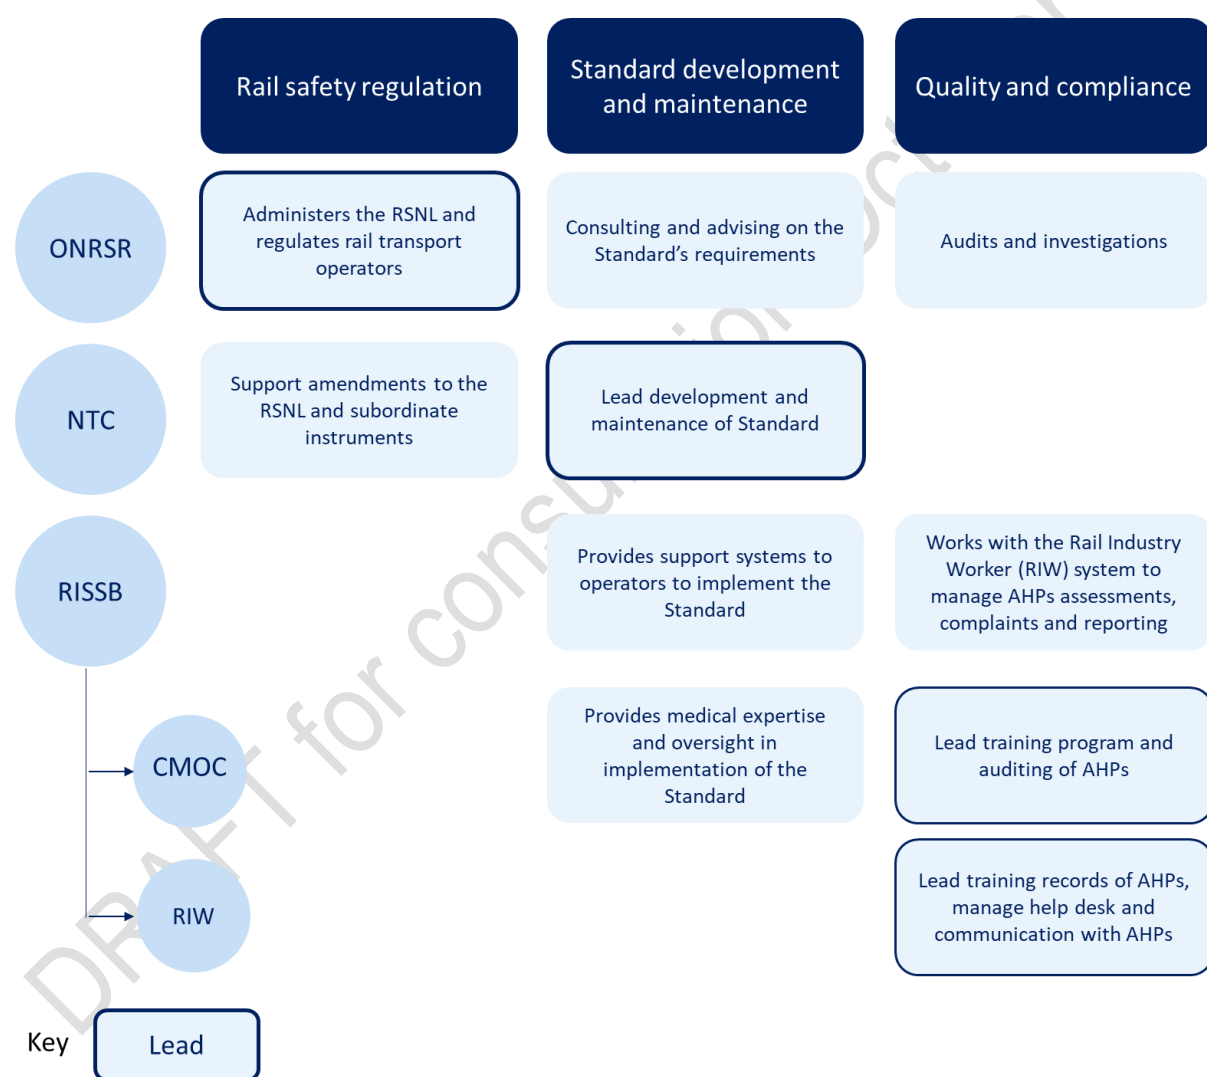 Rail safety regulation
Standard development
and maintenance
Quality and compliance
ONRSR
Administers the RSNL and
regulates rail transport
operators
Consulting and advising on the
Standard's requirements
Audits and investigations
NTC
Support amendments to the
RSNL and subordinate
instruments
Lead development and
maintenance of Standard
RISSB
Provides support systems to
operators to implement the
Standard
Works with the Rail Industry
Worker (RIW) system to
manage AHPs assessments,
complaints and reporting
CMOC
Provides medical expertise
and oversight in
implementation of the
Standard
Lead training program and
auditing of AHPs
RIW
Lead training records of AHPs,
manage help desk and
communication with AHPs
Key
Lead
DRAFT for